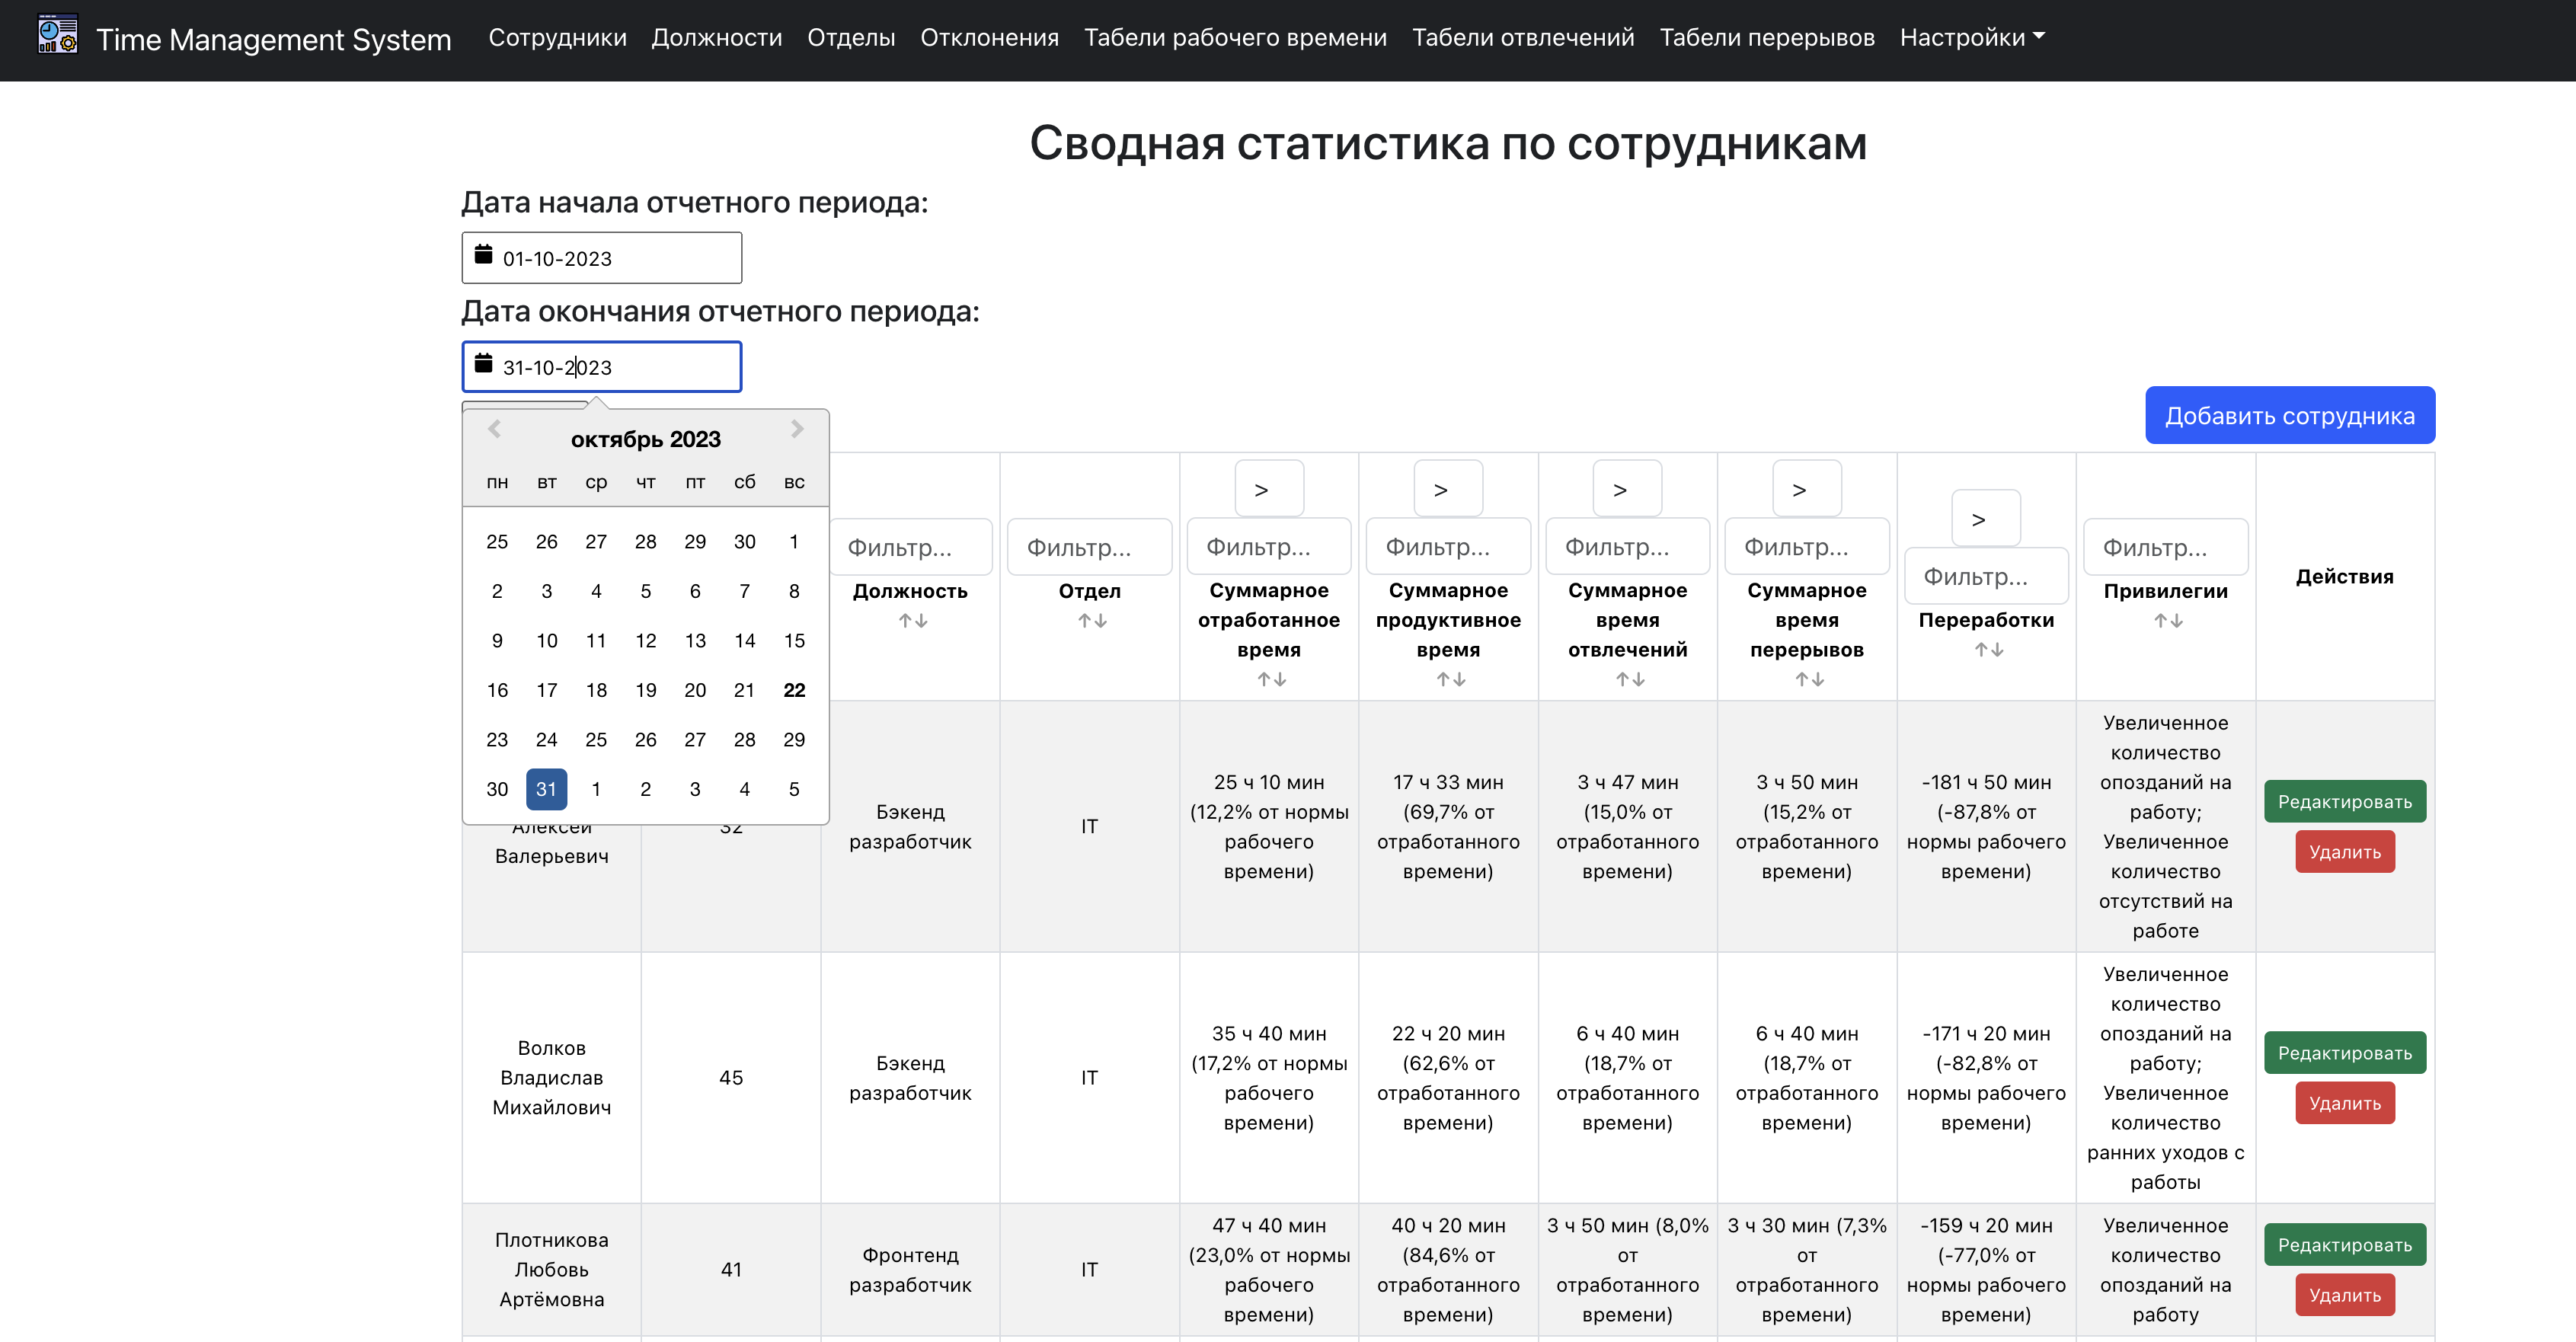 Time Management System
Сотрудники
Должности
Отделы
Отклонения
Табели рабочего времени
Табели отвлечений
Табели перерывов
Настройки
Сводная статистика по сотрудникам
Дата начала отчетного периода:
01-10-2023
Дата окончания отчетного периода:
31-10-2023
Добавить сотрудника
октябрь 2023
пн вт ср чт пт сб вс
25 26 27 28 29 30 1
2 3 4 5 6 7 8
9 10 11 12 13 14 15
16 17 18 19 20 21 22
23 24 25 26 27 28 29
30 31 1 2 3 4 5
Фильтр...
Должность
↑↓
Фильтр...
Отдел
↑↓
>
Фильтр...
Суммарное
отработанное
время
↑↓
>
Фильтр...
Суммарное
продуктивное
время
↑↓
>
Фильтр...
Суммарное
время
отвлечений
↑↓
>
Фильтр...
Суммарное
время
перерывов
↑↓
>
Фильтр...
Переработки
↑↓
Фильтр...
Привилегии
↑↓
Действия
Алексей
Валерьевич
32
Бэкенд
разработчик
IT
25 ч 10 мин
(12,2% от нормы
рабочего
времени)
17 ч 33 мин
(69,7% от
отработанного
времени)
3 ч 47 мин
(15,0% от
отработанного
времени)
3 ч 50 мин
(15,2% от
отработанного
времени)
-181 ч 50 мин
(-87,8% от
нормы рабочего
времени)
Увеличенное
количество
опозданий на
работу;
Увеличенное
количество
отсутствий на
работе
Редактировать
Удалить
Волков
Владислав
Михайлович
45
Бэкенд
разработчик
IT
35 ч 40 мин
(17,2% от нормы
рабочего
времени)
22 ч 20 мин
(62,6% от
отработанного
времени)
6 ч 40 мин
(18,7% от
отработанного
времени)
6 ч 40 мин
(18,7% от
отработанного
времени)
-171 ч 20 мин
(-82,8% от
нормы рабочего
времени)
Увеличенное
количество
опозданий на
работу;
Увеличенное
количество
ранних уходов с
работы
Редактировать
Удалить
Плотникова
Любовь
Артёмовна
41
Фронтенд
разработчик
IT
47 ч 40 мин
(23,0% от нормы
рабочего
времени)
40 ч 20 мин
(84,6% от
отработанного
времени)
3 ч 50 мин (8,0%
от
отработанного
времени)
3 ч 30 мин (7,3%
от
отработанного
времени)
-159 ч 20 мин
(-77,0% от
нормы рабочего
времени)
Увеличенное
количество
опозданий на
работу
Редактировать
Удалить